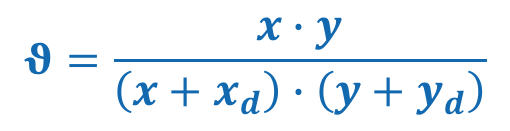 ϑ = x · y / (x + x_d) · (y + y_d)